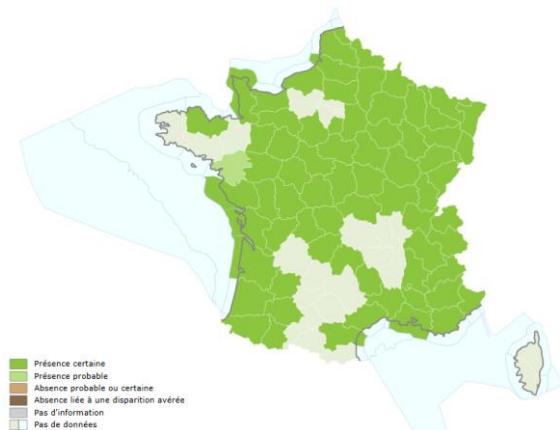 Présence certaine
Présence probable
Absence probable ou certaine
Absence liée à une disparition avérée
Pas d'information
Pas de données